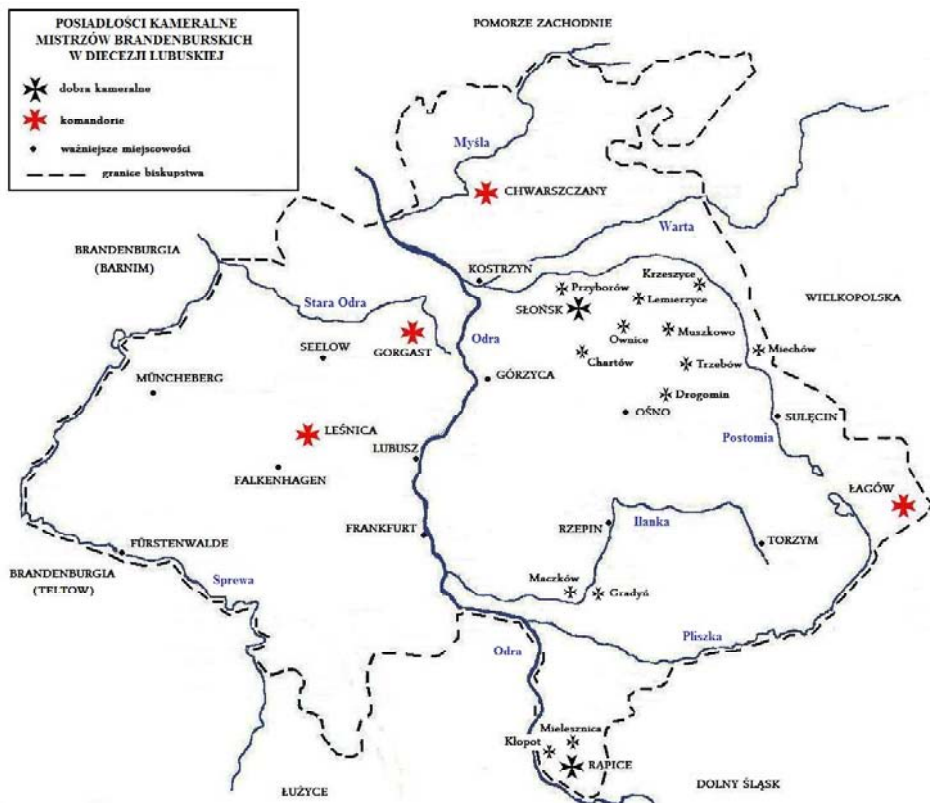 POSIADŁOŚCI KAMERALNE
MISTRZÓW BRANDENBURSKICH
W DIECEZJI LUBUSKIEJ
dobra kameralne
komandorie
ważniejsze miejscowości
granice biskupstwa
POMORZE ZACHODNIE
Myśla
CHWARSZCZANY
Warta
BRANDENBURGIA
(BARNIM)
KOSTRZYN
Krzeszyce
Przyborów
Lemierzyce
WIELKOPOLSKA
Stara Odra
SŁOŃSK
Odra
Ownice
Muszkowo
GORGAST
SEELOW
Chartów
Trzebów
Miechów
MÜNCHEBERG
GÓRZYCA
Drogomin
OŚNO
SULĘCIN
LEŚNICA
Postomia
LUBUSZ
FALKENHAGEN
ŁAGÓW
FRANKFURT
RZEPIN
Ilanka
TORZYM
FÜRSTENWALDE
BRANDENBURGIA
(TELTOW)
Sprewa
Maczków
Gradyń
Pliszka
Odra
Mielesznica
Kłopot
RĄPICE
ŁUŻYCE
DOLNY ŚLĄSK